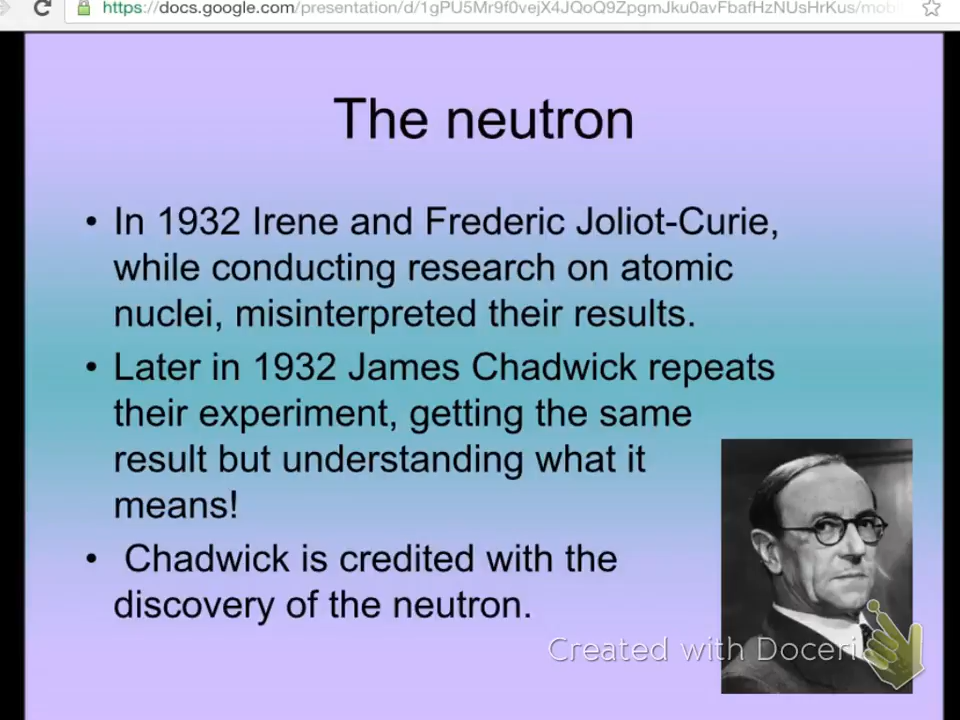 https://docs.google.com/presentation/d/1gPU5Mr9f0vejX4JQoQ9ZpgmJku0avFbafHzNUsHrKus/mobi
The neutron
• In 1932 Irene and Frederic Joliot-Curie,
while conducting research on atomic
nuclei, misinterpreted their results.
• Later in 1932 James Chadwick repeats
their experiment, getting the same
result but understanding what it
means!
• Chadwick is credited with the
discovery of the neutron.
Created with Doceri